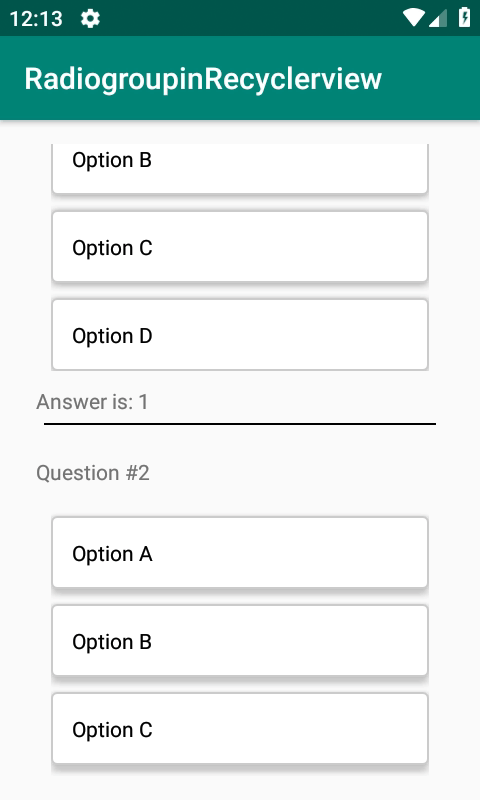 12:13
RadiogroupinRecyclerview
Option B
Option C
Option D
Answer is: 1
Question #2
Option A
Option B
Option C